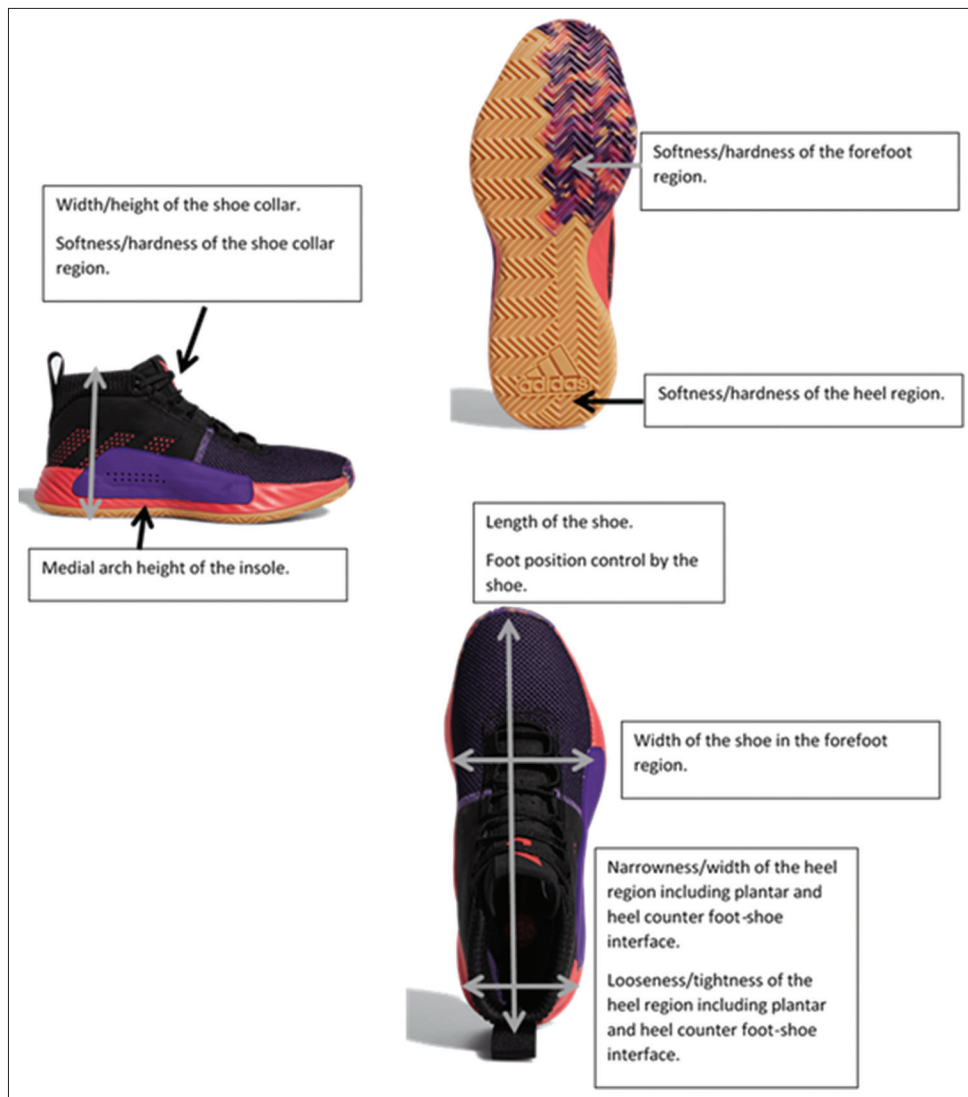 Softness/hardness of the forefoot
region.
Width/height of the shoe collar.
Softness/hardness of the shoe collar
region.
adidas
Softness/hardness of the heel region.
Medial arch height of the insole.
Length of the shoe.
Foot position control by the
shoe.
Width of the shoe in the forefoot
region.
Narrowness/width of the heel
region including plantar and
heel counter foot-shoe
interface.
Looseness/tightness of the
heel region including plantar
and heel counter foot-shoe
interface.